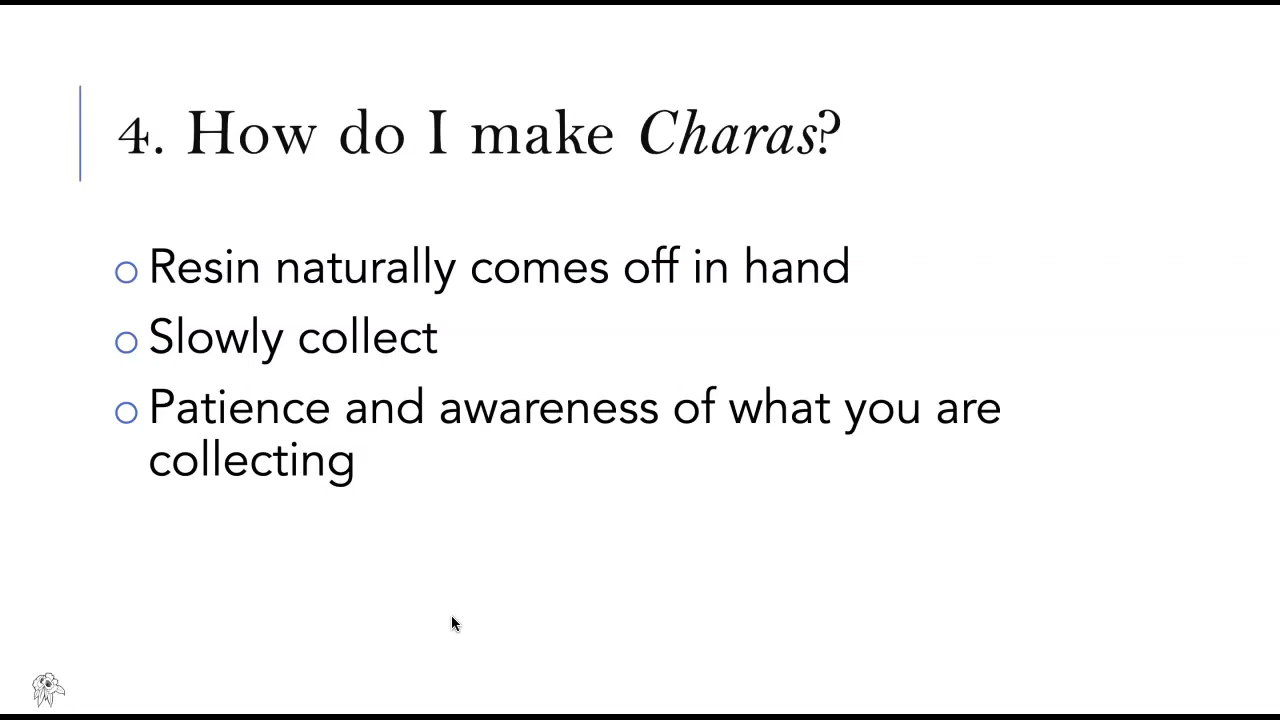 4. How do I make Charas?
Resin naturally comes off in hand
Slowly collect
Patience and awareness of what you are
collecting